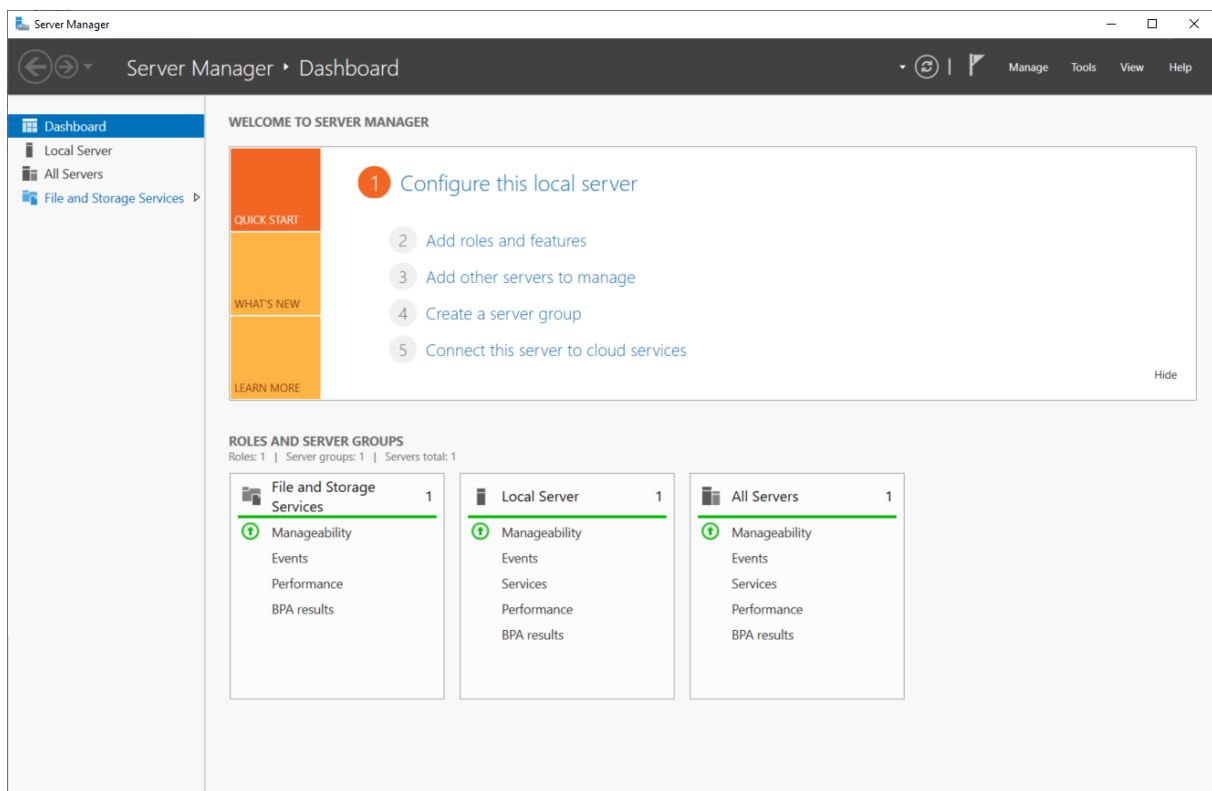 Server Manager
Server Manager • Dashboard
Manage Tools View Help
Dashboard
Local Server
All Servers
File and Storage Services
WELCOME TO SERVER MANAGER
QUICK START
WHAT'S NEW
LEARN MORE
1 Configure this local server
2 Add roles and features
3 Add other servers to manage
4 Create a server group
5 Connect this server to cloud services
Hide
ROLES AND SERVER GROUPS
Roles: 1 | Server groups: 1 | Servers total: 1
File and Storage
Services 1
Manageability
Events
Performance
BPA results
Local Server 1
Manageability
Events
Services
Performance
BPA results
All Servers 1
Manageability
Events
Services
Performance
BPA results